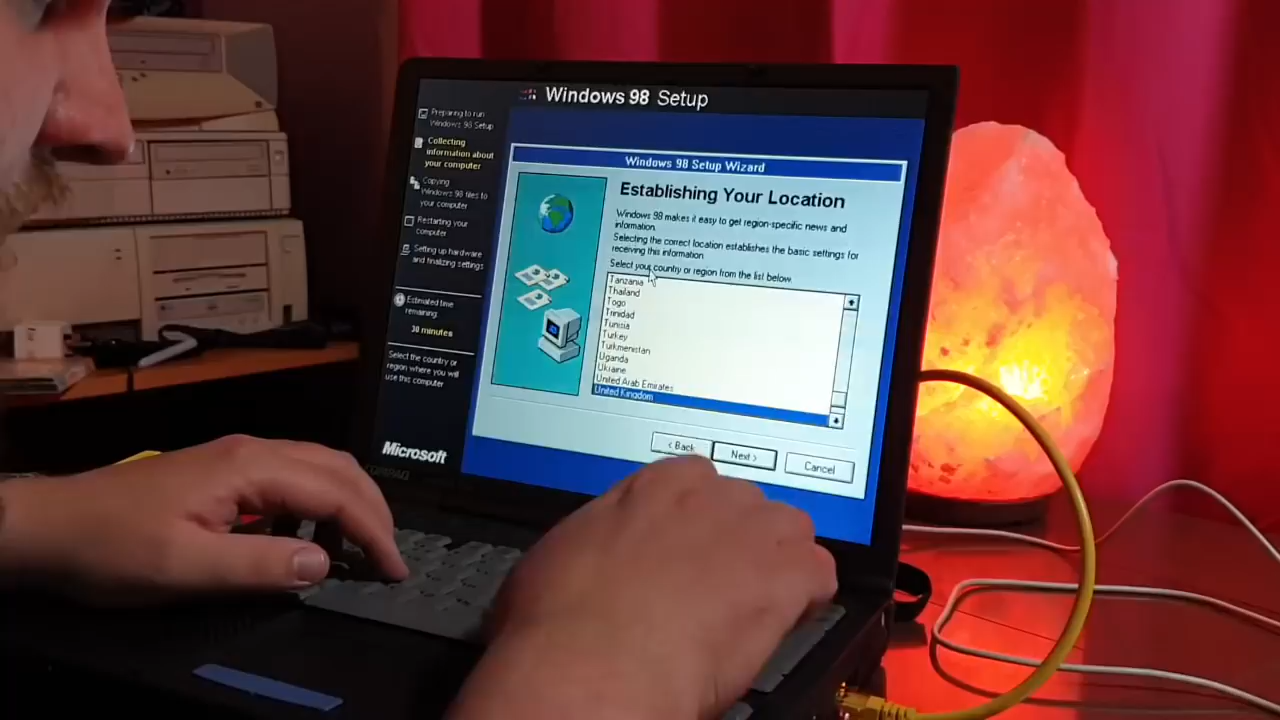 Windows 98 Setup
Preparing to run
Windows 98 Setup
Collecting
information about
your computer
Copying
Windows 98 files to
your computer
Restarting your
computer
Setting up hardware
and finalizing settings
Estimated time
remaining:
30 minutes
Select the country or
region where you will
use this computer
Microsoft
Windows 98 Setup Wizard
Establishing Your Location
Windows 98 makes it easy to get region-specific news and
information.
Selecting the correct location establishes the basic settings for
receiving this information
Select your country or region from the list below.
Tanzania
Thailand
Togo
Trinidad
Tunisia
Turkey
Turkmenistan
Uganda
Ukraine
United Arab Emirates
United Kingdom
< Back
Next >
Cancel
COMPAQ